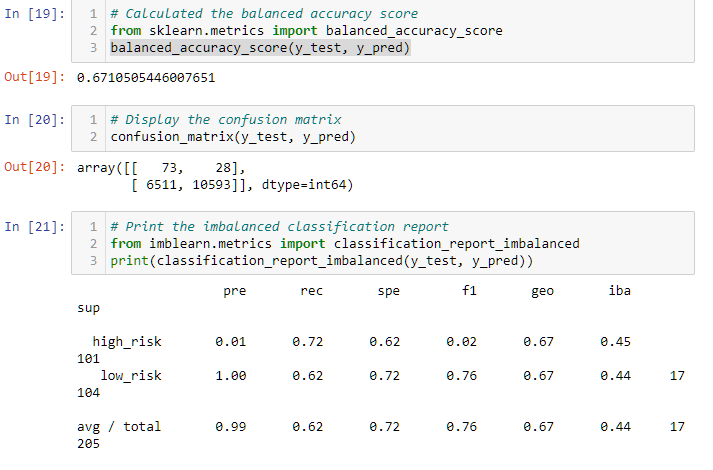 In [19]: 1 # Calculated the balanced accuracy score
2 from sklearn.metrics import balanced_accuracy_score
3 balanced_accuracy_score(y_test, y_pred)
Out[19]: 0.6710505446007651
In [20]: 1 # Display the confusion matrix
2 confusion_matrix(y_test, y_pred)
Out[20]: array([[   73,    28],
       [ 6511, 10593]], dtype=int64)
In [21]: 1 # Print the imbalanced classification report
2 from imblearn.metrics import classification_report_imbalanced
3 print(classification_report_imbalanced(y_test, y_pred))
pre rec spe f1 geo iba
sup
high_risk 0.01 0.72 0.62 0.02 0.67 0.45
101
low_risk 1.00 0.62 0.72 0.76 0.67 0.44 17
104
avg / total 0.99 0.62 0.72 0.76 0.67 0.44 17
205